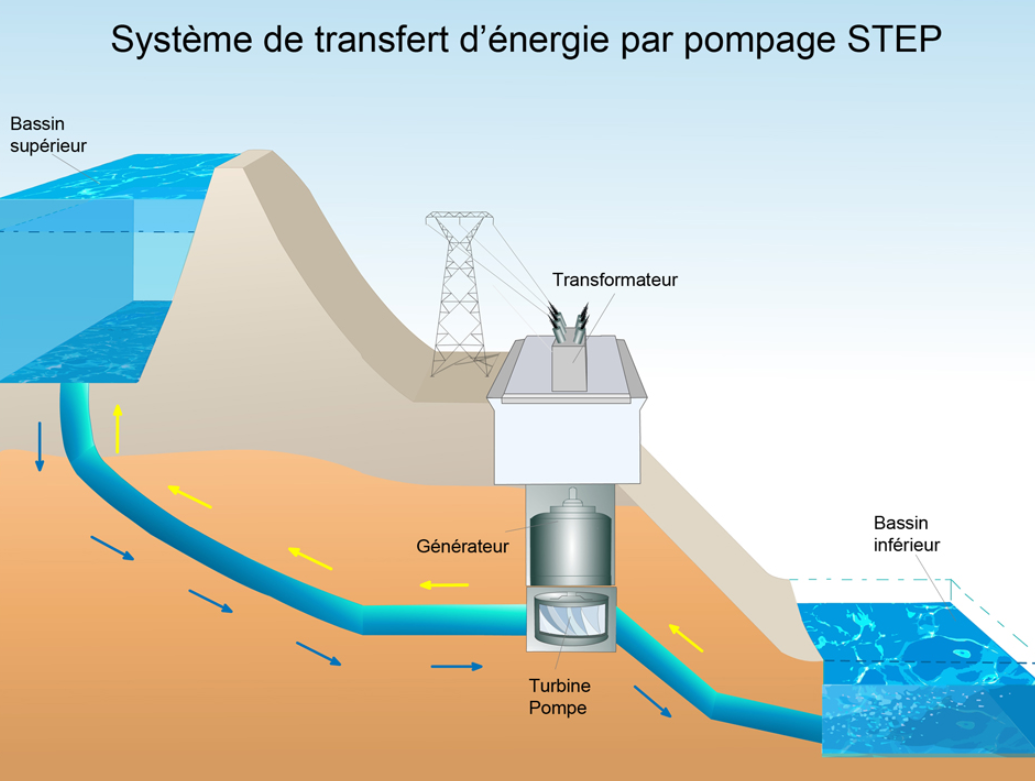 Système de transfert d’énergie par pompage STEP
Bassin
supérieur
Transformateur
Générateur
Bassin
inférieur
Turbine
Pompe